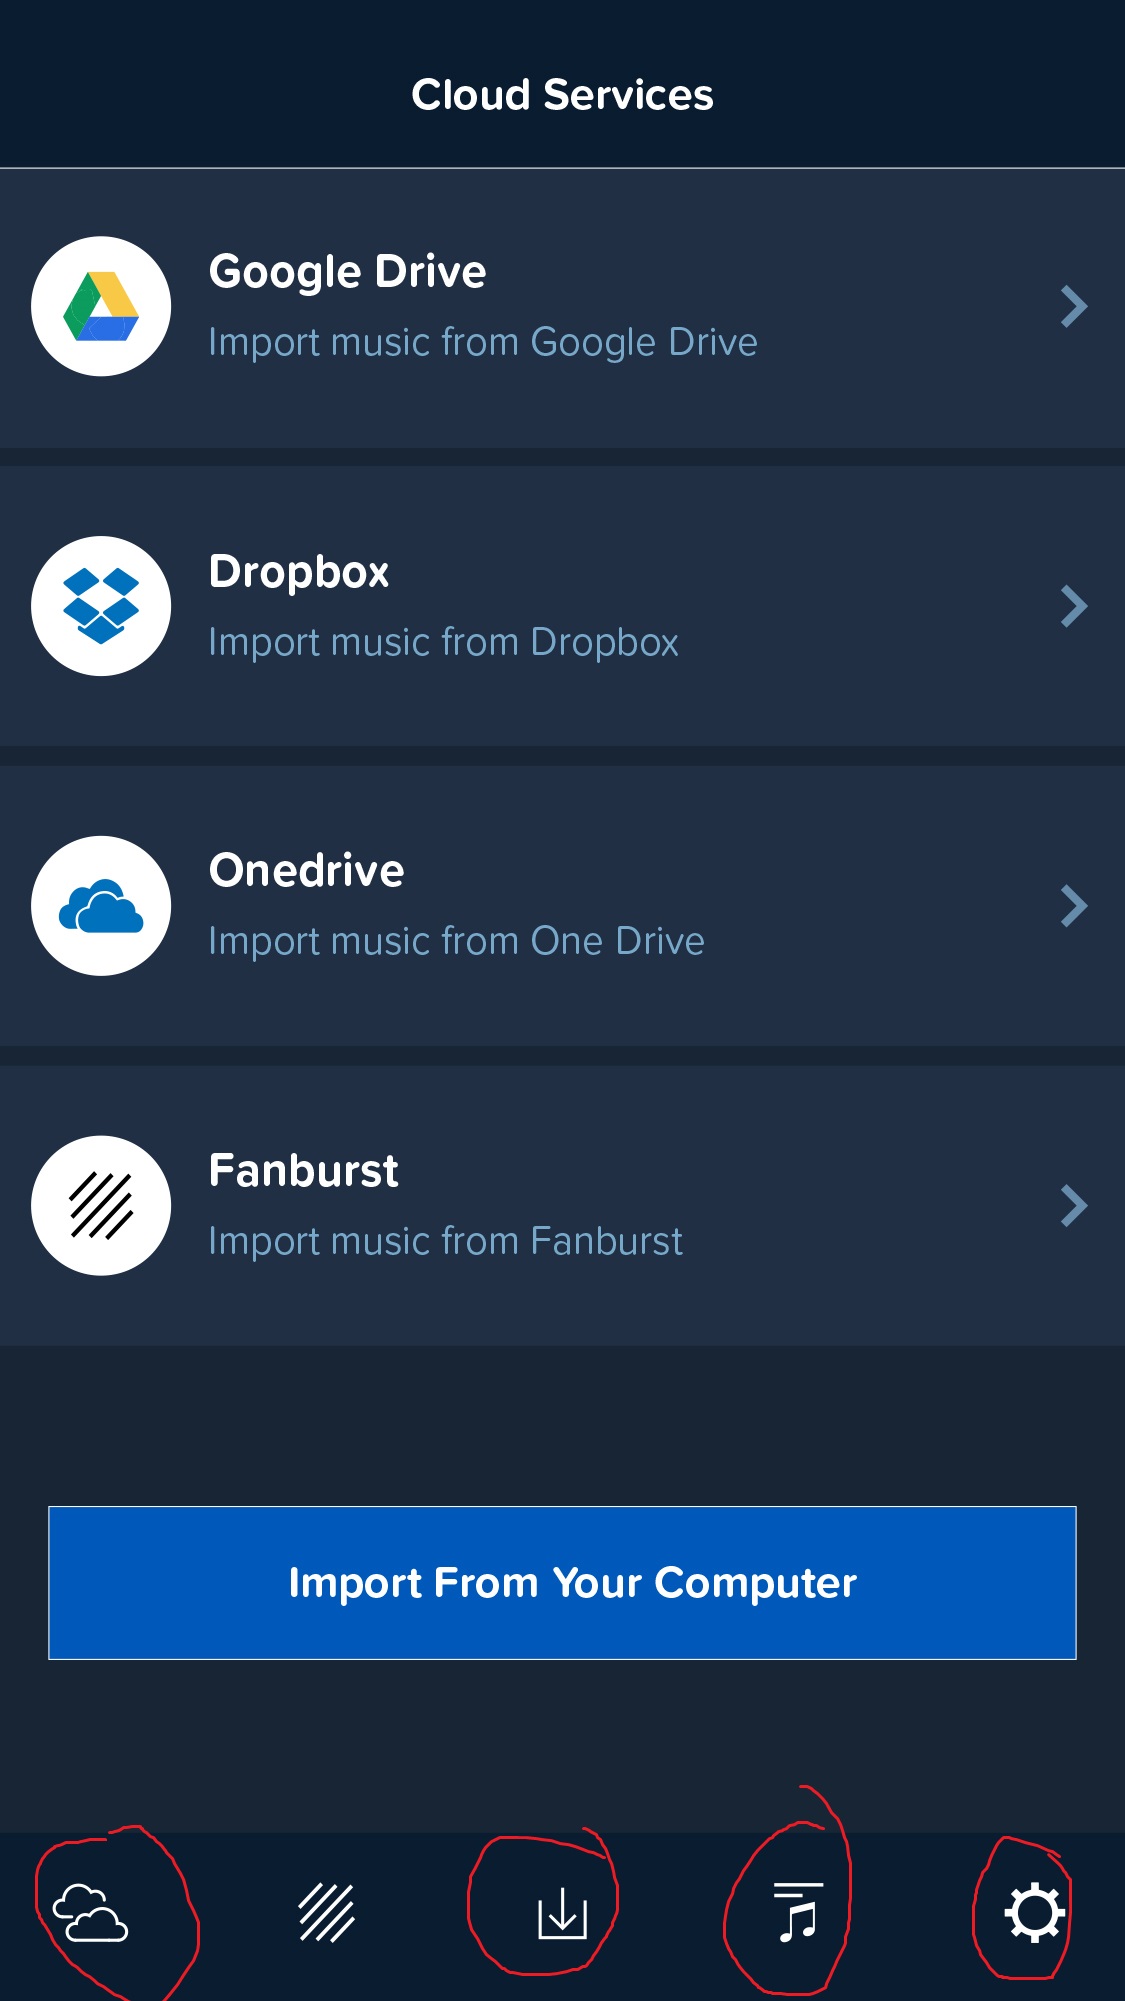 Cloud Services
Google Drive
Import music from Google Drive
Dropbox
Import music from Dropbox
Onedrive
Import music from One Drive
Fanburst
Import music from Fanburst
Import From Your Computer